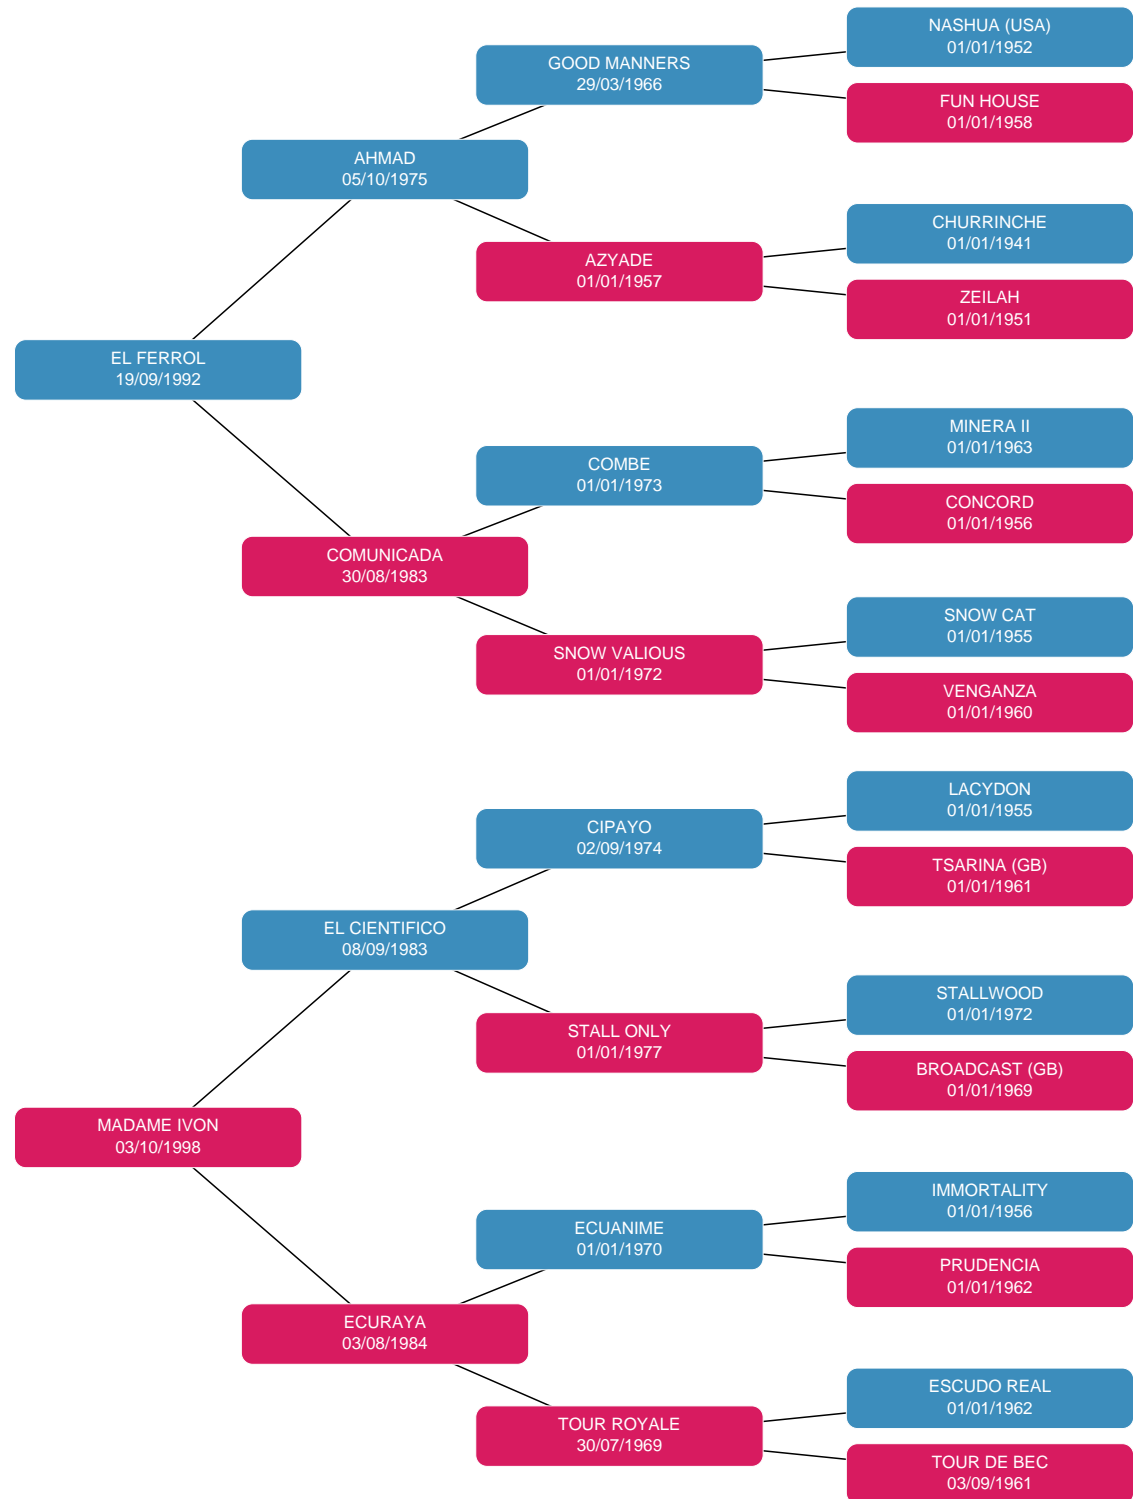 NASHUA (USA)
01/01/1952
GOOD MANNERS
29/03/1966
FUN HOUSE
01/01/1958
AHMAD
05/10/1975
CHURRINCHE
01/01/1941
AZYADE
01/01/1957
ZEILAH
01/01/1951
EL FERROL
19/09/1992
MINERA II
01/01/1963
COMBE
01/01/1973
CONCORD
01/01/1956
COMUNICADA
30/08/1983
SNOW CAT
01/01/1955
SNOW VALIOUS
01/01/1972
VENGANZA
01/01/1960
LACYDON
01/01/1955
CIPAYO
02/09/1974
TSARINA (GB)
01/01/1961
EL CIENTIFICO
08/09/1983
STALLWOOD
01/01/1972
STALL ONLY
01/01/1977
BROADCAST (GB)
01/01/1969
MADAME IVON
03/10/1998
IMMORTALITY
01/01/1956
ECUANIME
01/01/1970
PRUDENCIA
01/01/1962
ECURAYA
03/08/1984
ESCUDO REAL
01/01/1962
TOUR ROYALE
30/07/1969
TOUR DE BEC
03/09/1961